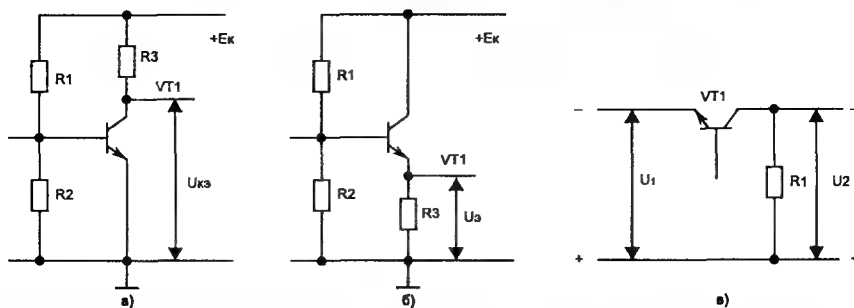 +Eк
R3
R1
VT1
R2
Uкэ
а)
+Eк
R1
VT1
R2
R3
Uэ
б)
VT1
–
–
U1
R1
U2
+
+
в)